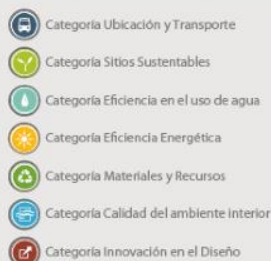 Categoría Ubicación y Transporte
Categoría Sitios Sustentables
Categoría Eficiencia en el uso de agua
Categoría Eficiencia Energética
Categoría Materiales y Recursos
Categoría Calidad del ambiente interior
Categoría Innovación en el Diseño